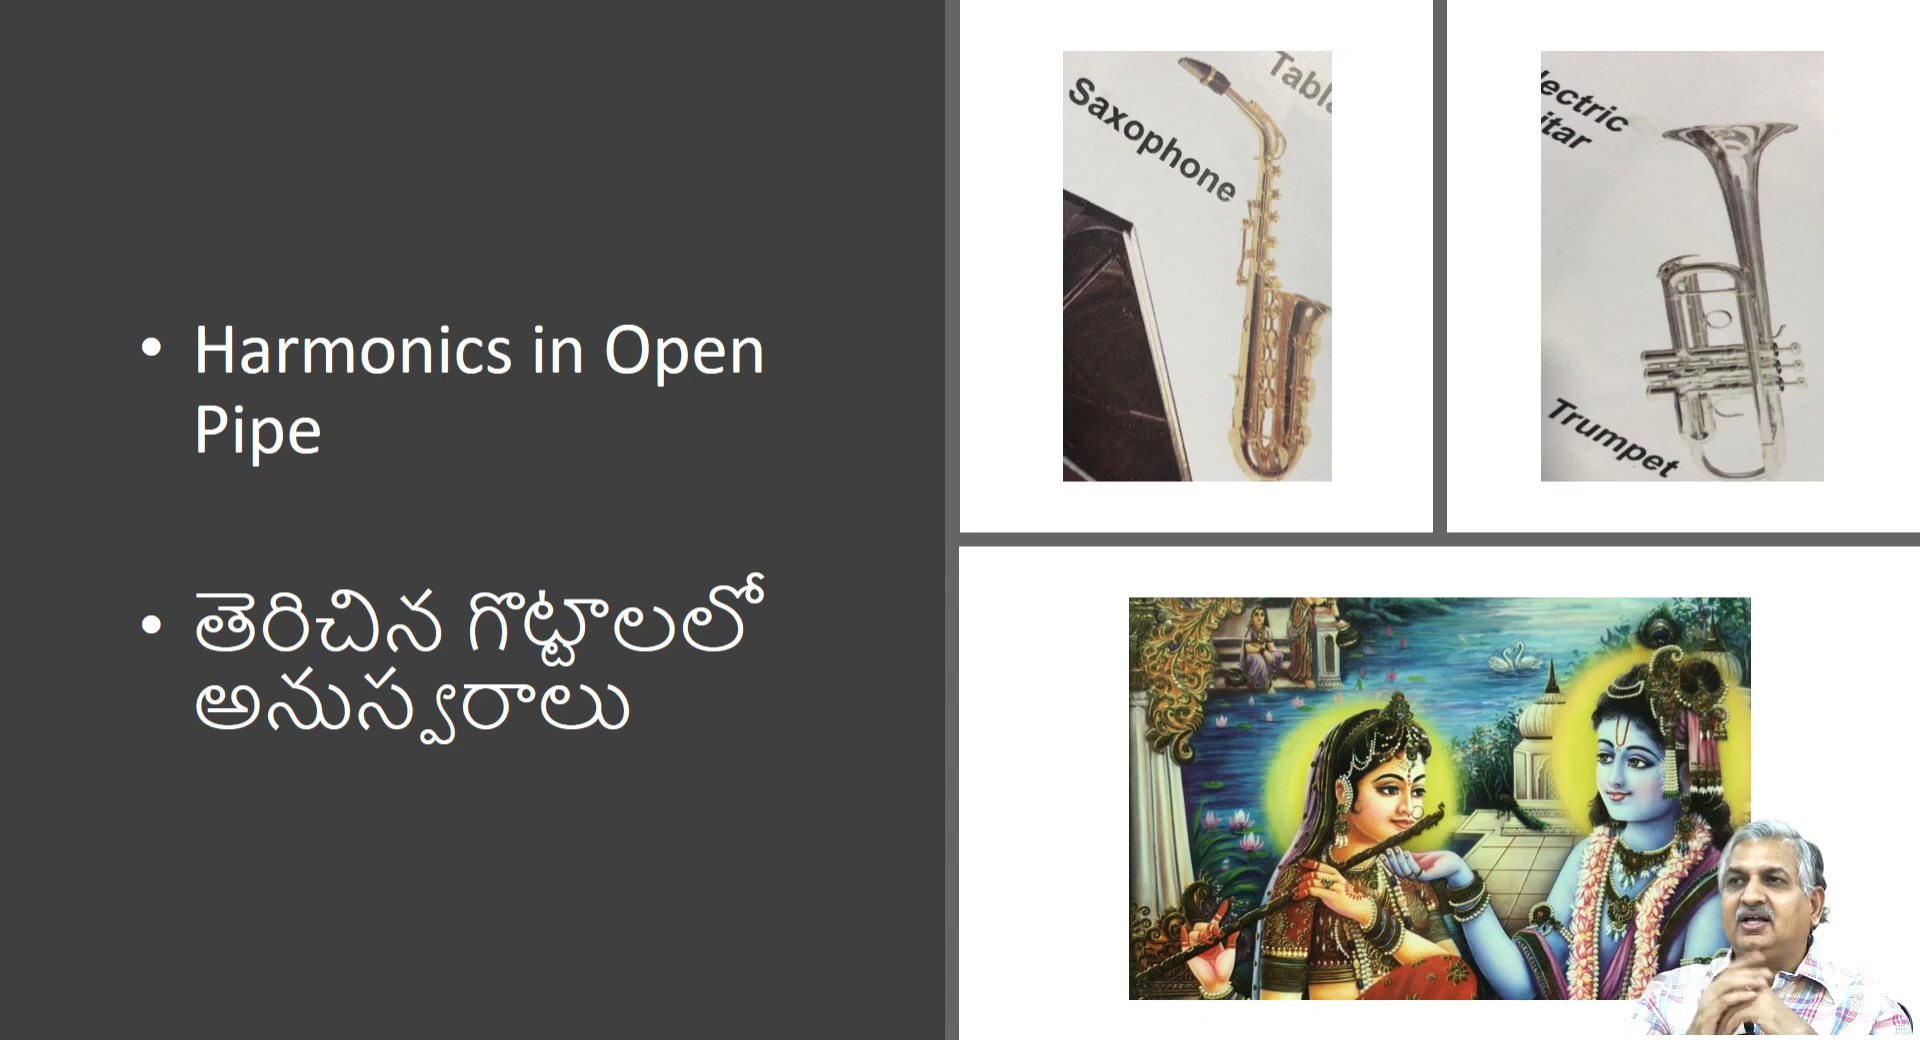 • Harmonics in Open
Pipe
• తెరిచిన గొట్టాలలో
అనుస్వరాలు
Saxophone
Trumpet